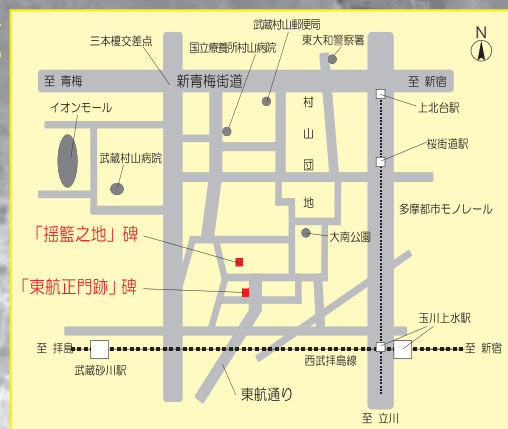 武蔵村山郵便局
三本榎交差点
国立療養所村山病院
東大和警察署
N
至 青梅
新青梅街道
至 新宿
イオンモール
村山団地
上北台駅
武蔵村山病院
桜街道駅
多摩都市モノレール
「揺籃之地」碑
大南公園
「東航正門跡」碑
玉川上水駅
至 拝島
至 新宿
武蔵砂川駅
西武拝島線
東航通り
至 立川